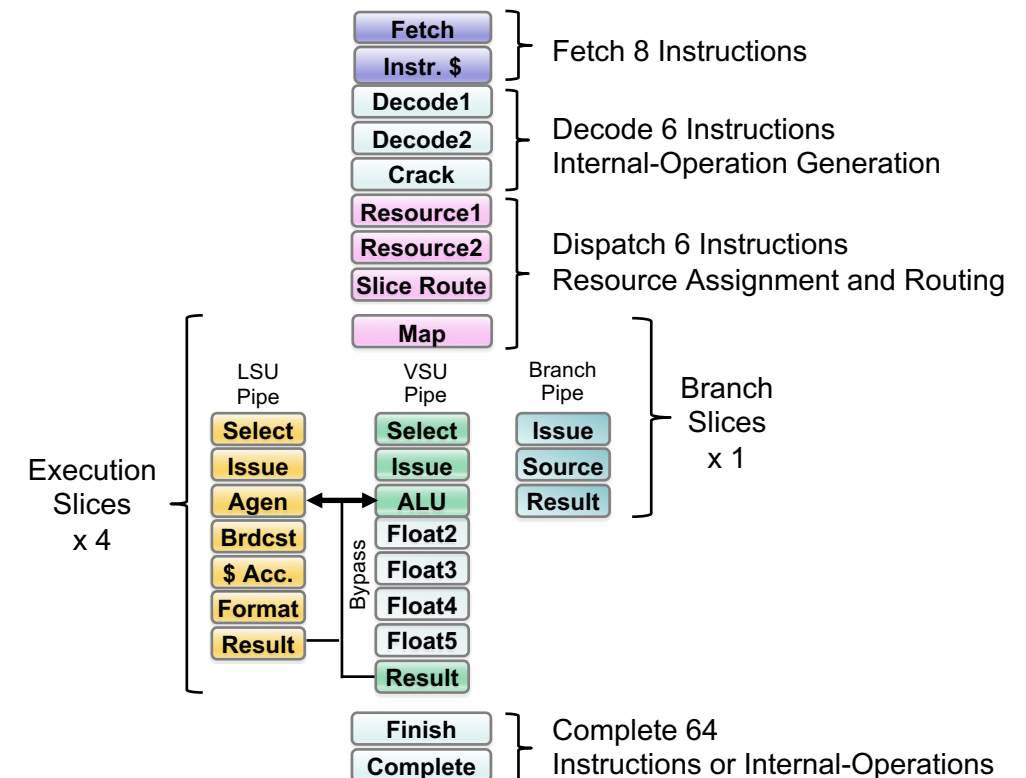 Fetch
Instr. $
Fetch 8 Instructions
Decode1
Decode2
Crack
Decode 6 Instructions
Internal-Operation Generation
Resource1
Resource2
Slice Route
Map
Dispatch 6 Instructions
Resource Assignment and Routing
Execution
Slices
x 4
LSU
Pipe
Select
Issue
Agen
Brdcst
$ Acc.
Format
Result
Bypass
VSU
Pipe
Select
Issue
ALU
Float2
Float3
Float4
Float5
Result
Branch
Pipe
Issue
Source
Result
Branch
Slices
x 1
Finish
Complete
Complete 64
Instructions or Internal-Operations